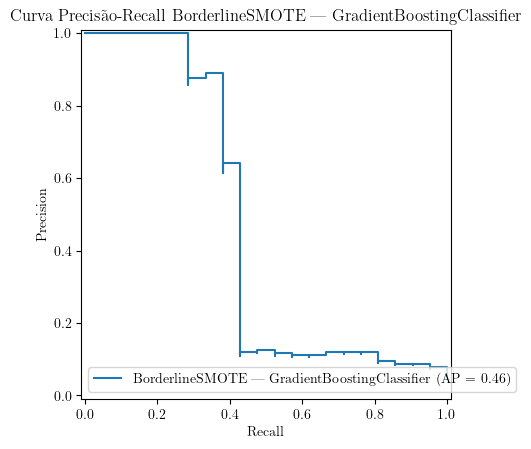 Curva Precisão-Recall BorderlineSMOTE — GradientBoostingClassifier
1.0
0.8
0.6
0.4
0.2
0.0
Precision
BorderlineSMOTE — GradientBoostingClassifier (AP = 0.46)
0.0 0.2 0.4 0.6 0.8 1.0
Recall